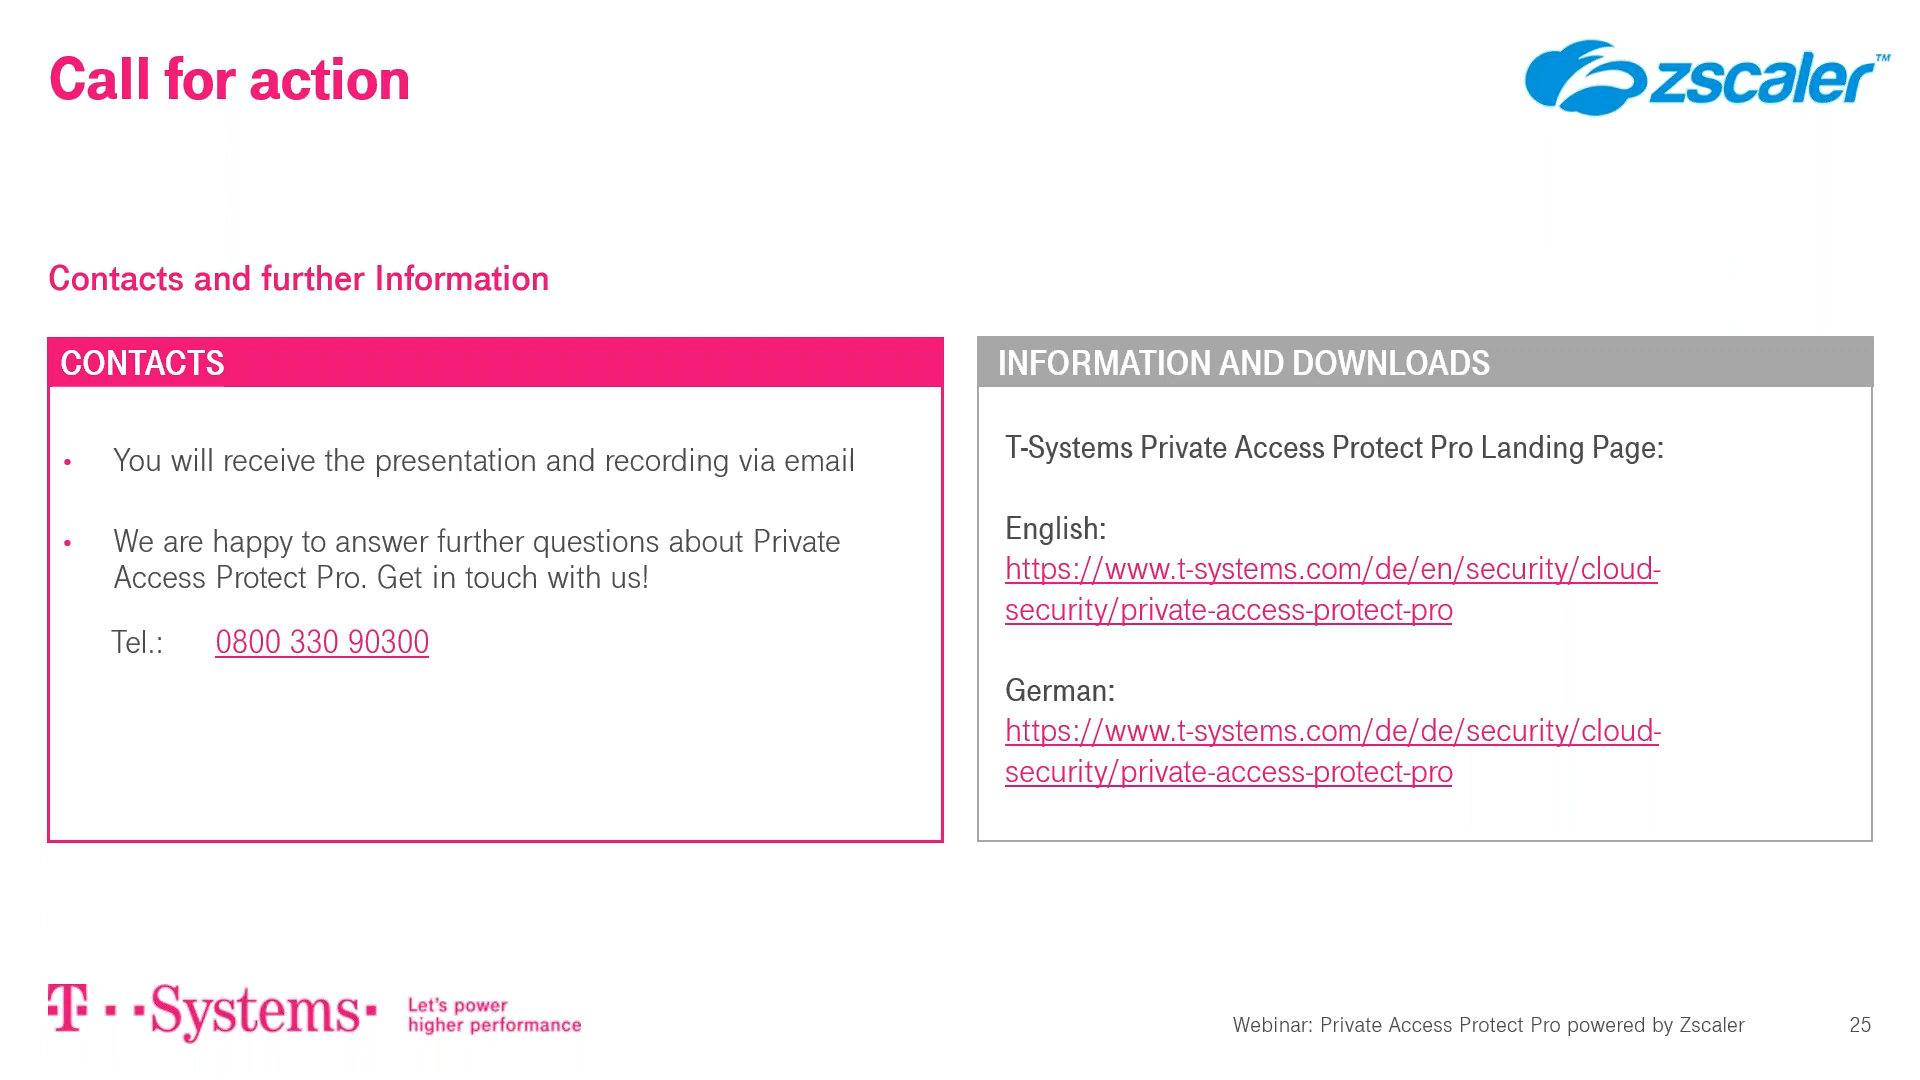 Call for action
zscaler™
Contacts and further Information
CONTACTS
• You will receive the presentation and recording via email
• We are happy to answer further questions about Private
Access Protect Pro. Get in touch with us!
Tel.: 0800 330 90300
INFORMATION AND DOWNLOADS
T-Systems Private Access Protect Pro Landing Page:
English:
https://www.t-systems.com/de/en/security/cloud-
security/private-access-protect-pro
German:
https://www.t-systems.com/de/de/security/cloud-
security/private-access-protect-pro
T··Systems·
Let's power
higher performance
Webinar: Private Access Protect Pro powered by Zscaler 25